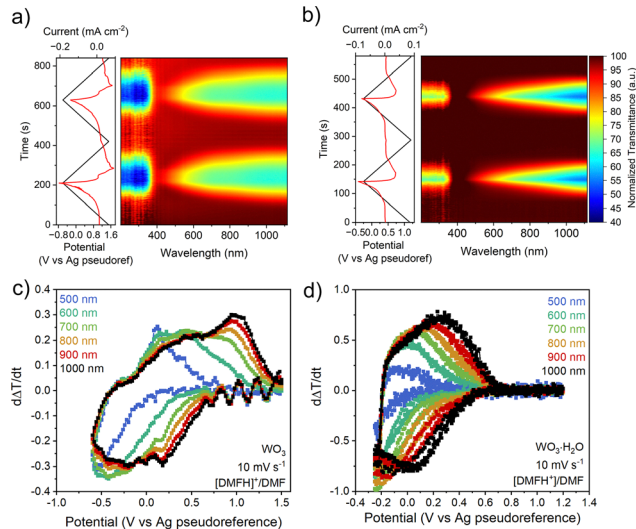 a)
Current (mA cm⁻²)
-0.2 0.0
800
600
400
200
0
Time (s)
-0.8 0.0 0.8 1.6
Potential
(V vs Ag pseudoref)
400 600 800 1000
Wavelength (nm)
b)
Current (mA cm⁻²)
-0.1 0.0 0.1
500
400
300
200
100
0
Time (s)
-0.5 0.0 0.5 1.0
Potential
(V vs Ag pseudoref)
400 600 800 1000
Wavelength (nm)
100
95
90
85
80
75
70
65
60
55
50
45
40
Normalized Transmittance (a.u.)
c)
0.4
0.3
0.2
0.1
0.0
0.1
-0.2
-0.3
-0.4
dΔT/dt
500 nm
600 nm
700 nm
800 nm
900 nm
1000 nm
WO₃
10 mV s⁻¹
[DMFH]⁺/DMF
-0.5 0.0 0.5 1.0 1.5
Potential (V vs Ag pseudoreference)
d)
1.0
0.5
0.0
-0.5
-1.0
dΔT/dt
500 nm
600 nm
700 nm
800 nm
900 nm
1000 nm
WO₃·H₂O
10 mV s⁻¹
[DMFH⁺]/DMF
-0.2 0.0 0.2 0.4 0.6 0.8 1.0 1.2
Potential (V vs Ag pseudoreference)